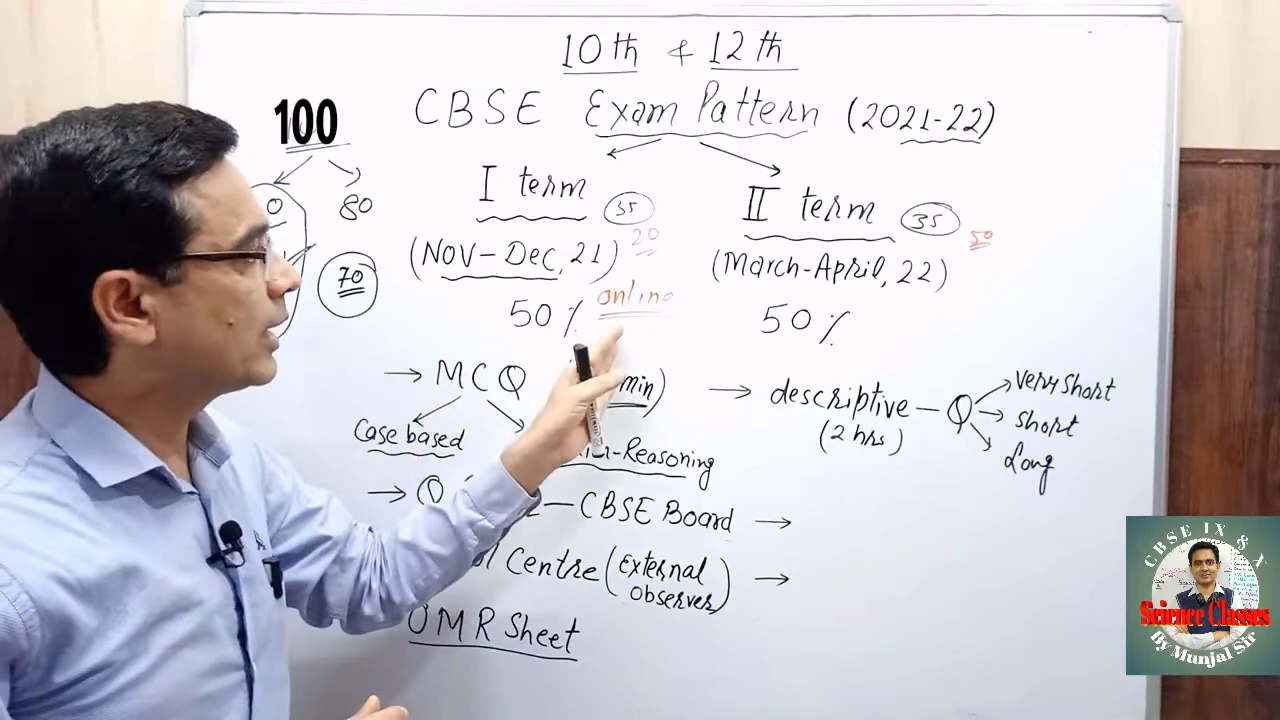 10th & 12th
CBSE Exam Pattern (2021-22)
100
80
70
I term 35
20
(NOV-Dec, 21)
online
50%
II term 35
50
(March-April, 22)
50%
→ MCQ min)
Case based
-Reasoning
→ descriptive - Q
(2 hrs)
very short
short
Long
→ Q — CBSE Board →
Centre (External observer) →
OMR Sheet
CBSE IX & X
Science Classes
By Munjal Sir